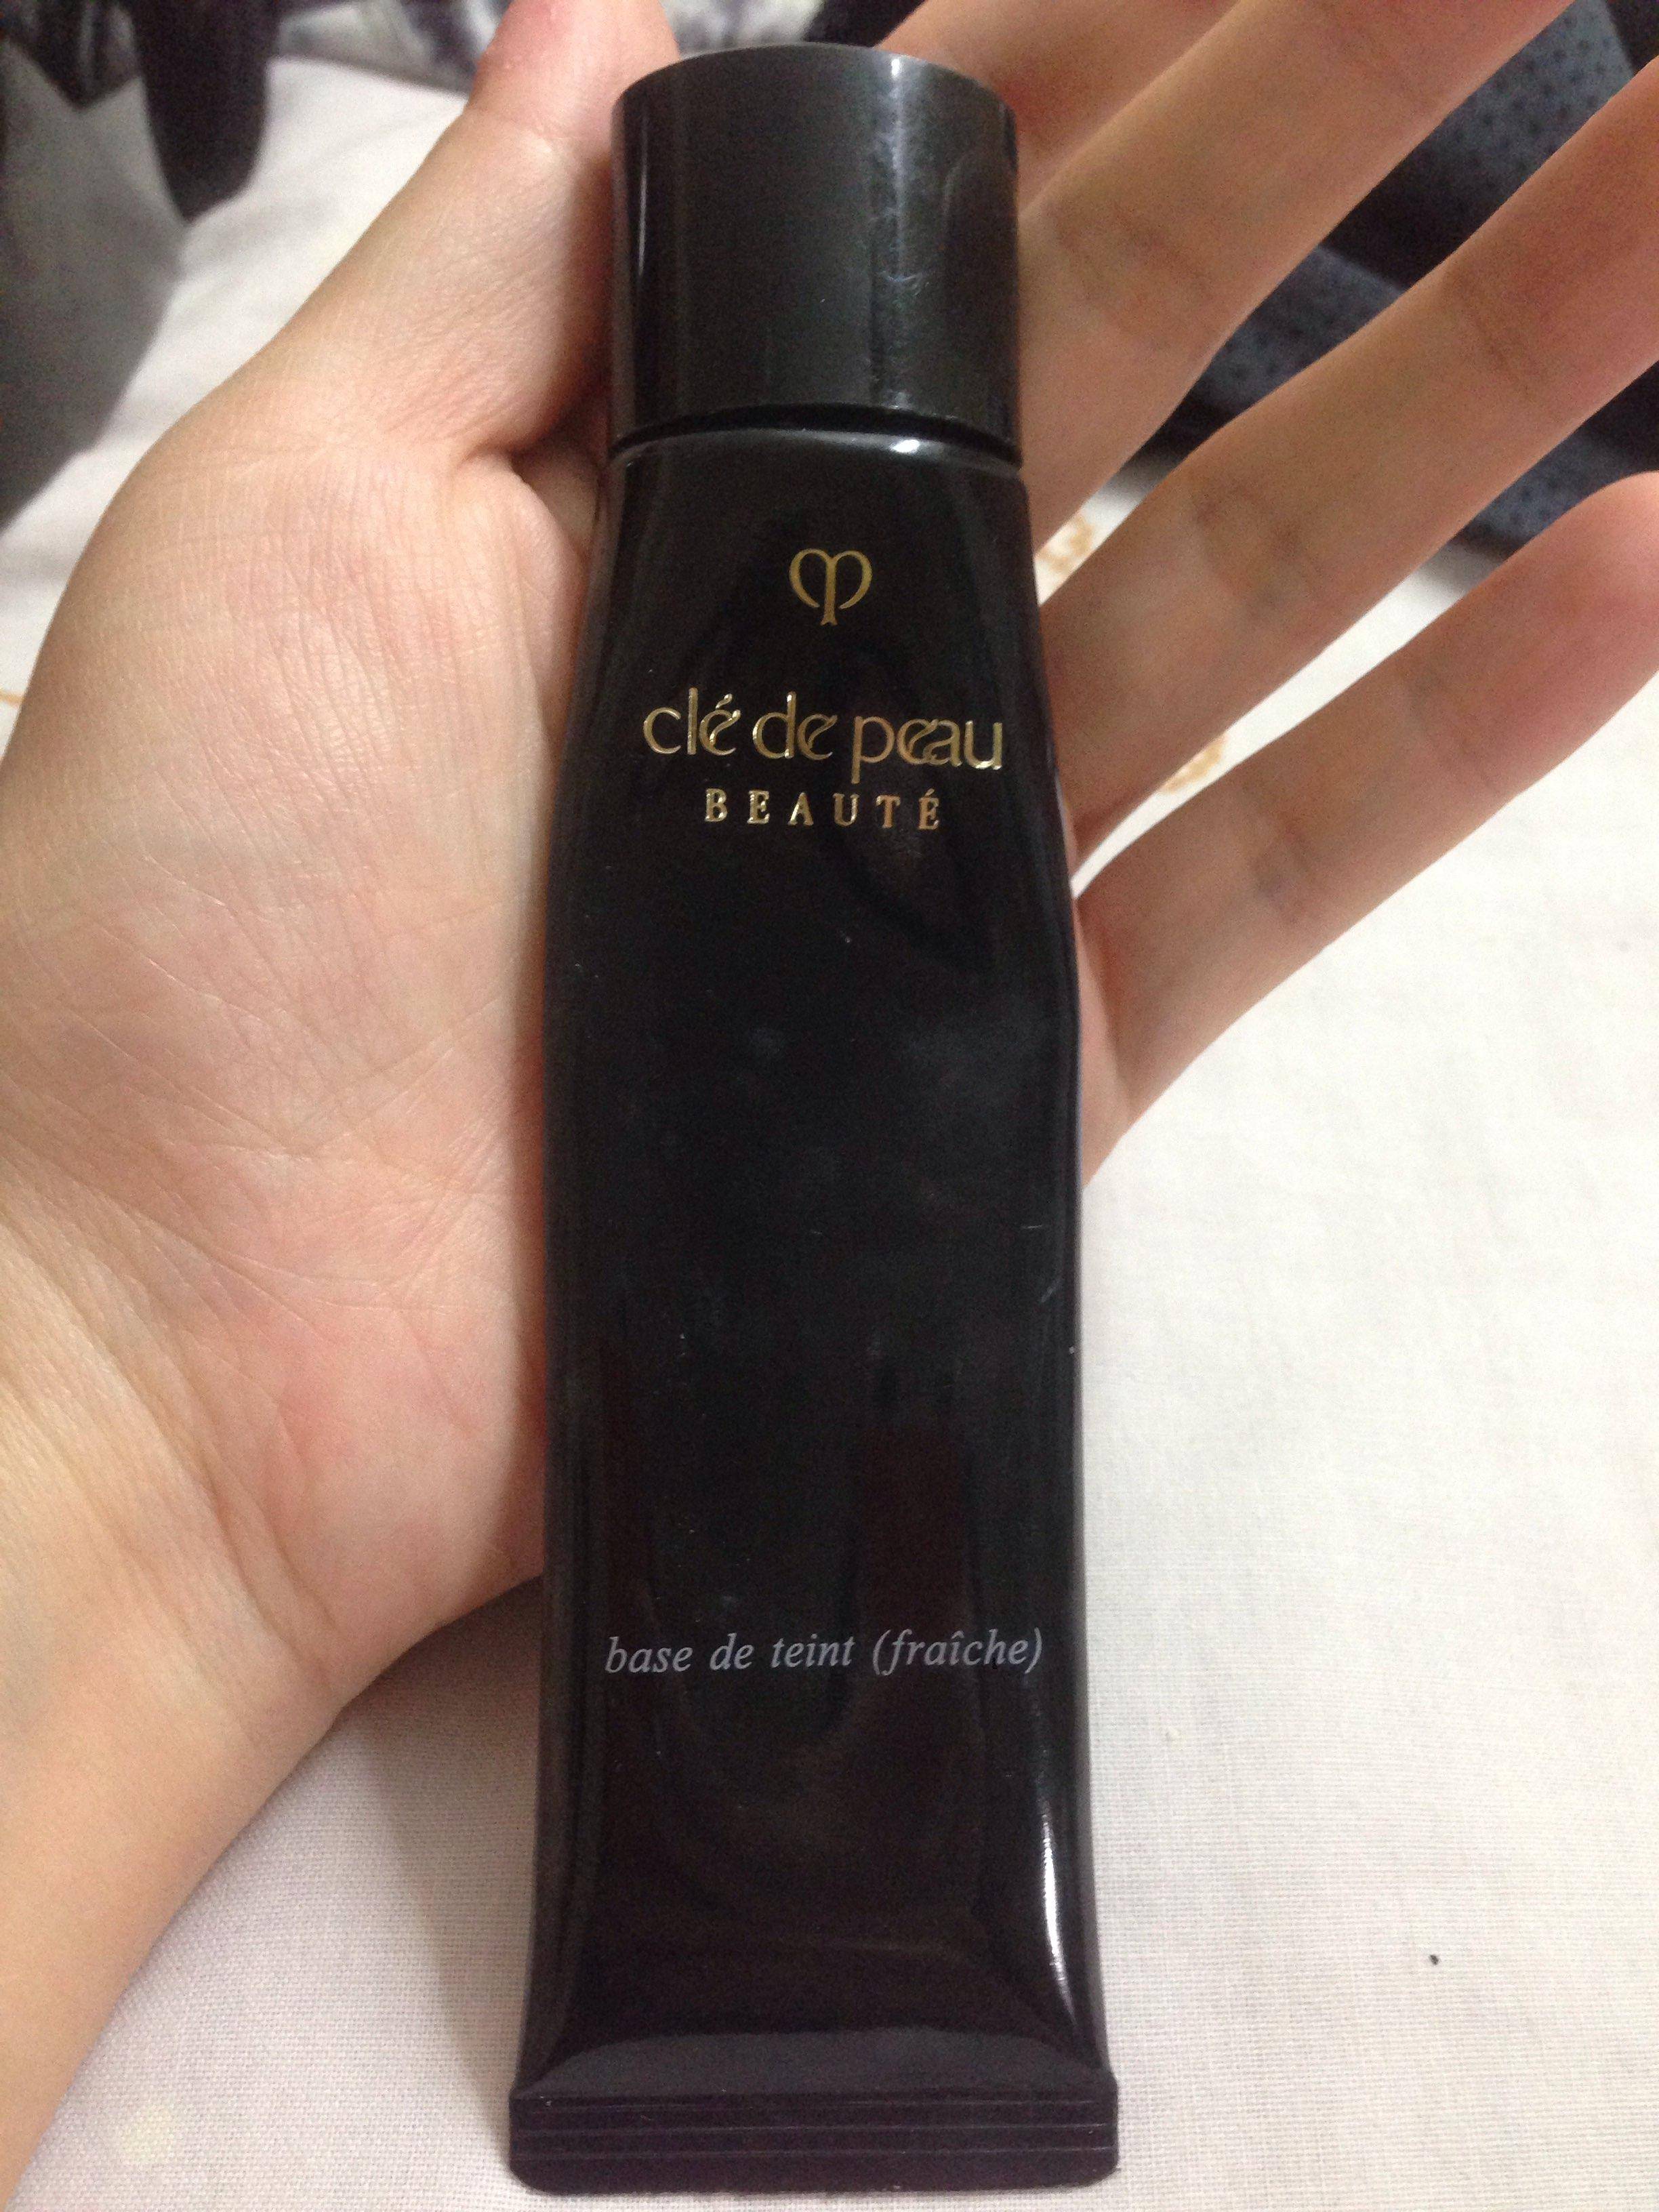 clé de peau
BEAUTÉ
base de teint (fraîche)